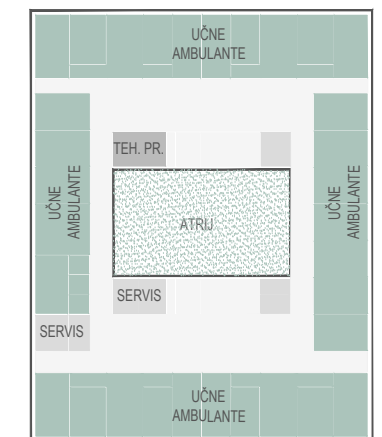 UČNE
AMBULANTE
TEH. PR.
UČNE
AMBULANTE
ATRIJ
UČNE
AMBULANTE
SERVIS
SERVIS
UČNE
AMBULANTE